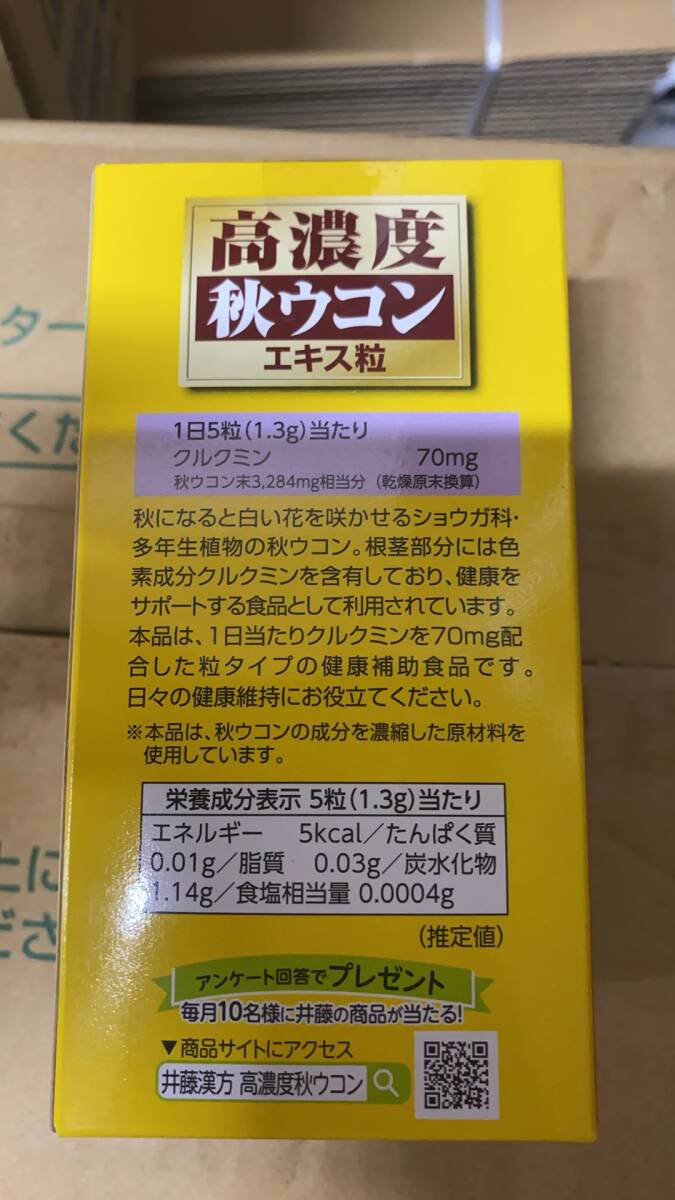 高濃度
秋ウコン
エキス粒
1日5粒(1.3g)当たり
クルクミン 70mg
秋ウコン末3,284mg相当分(乾燥原末換算)
秋になると白い花を咲かせるショウガ科・
多年生植物の秋ウコン。根茎部分には色
素成分クルクミンを含有しており、健康を
サポートする食品として利用されています。
本品は、1日当たりクルクミンを70mg配
合した粒タイプの健康補助食品です。
日々の健康維持にお役立てください。
※本品は、秋ウコンの成分を濃縮した原材料を
使用しています。
栄養成分表示 5粒(1.3g)当たり
エネルギー 5kcal/たんぱく質
0.01g/脂質 0.03g/炭水化物
1.14g/食塩相当量 0.0004g
(推定値)
アンケート回答でプレゼント
毎月10名様に井藤の商品が当たる!
▼商品サイトにアクセス
井藤漢方 高濃度秋ウコン
ター
くた
上に
ださ